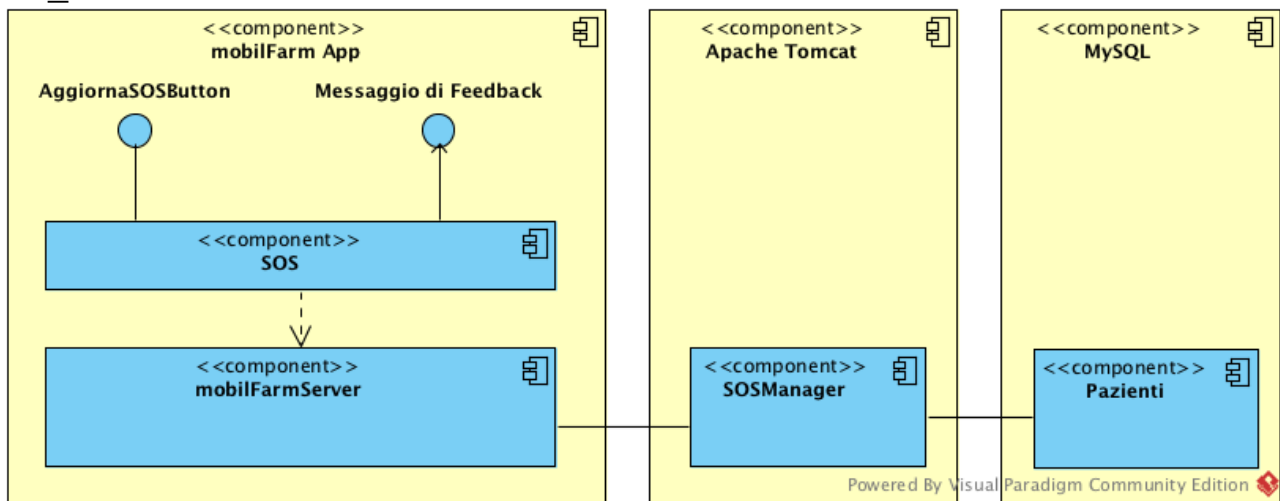 <<component>>
mobilFarm App
AggiornaSOSButton
Messaggio di Feedback
<<component>>
SOS
<<component>>
mobilFarmServer
<<component>>
Apache Tomcat
<<component>>
SOSManager
<<component>>
MySQL
<<component>>
Pazienti
Powered By Visual Paradigm Community Edition